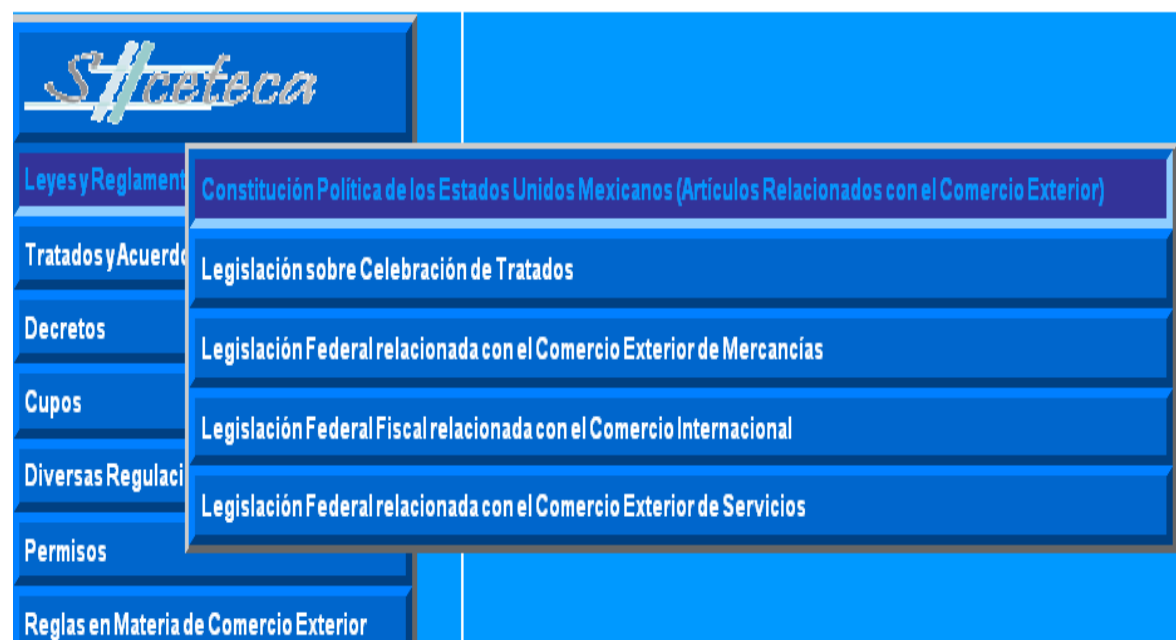 Siiceteca
Leyes y Reglament
Constitución Política de los Estados Unidos Mexicanos (Artículos Relacionados con el Comercio Exterior)
Tratados y Acuerdo
Legislación sobre Celebración de Tratados
Decretos
Legislación Federal relacionada con el Comercio Exterior de Mercancías
Cupos
Legislación Federal Fiscal relacionada con el Comercio Internacional
Diversas Regulaci
Legislación Federal relacionada con el Comercio Exterior de Servicios
Permisos
Reglas en Materia de Comercio Exterior